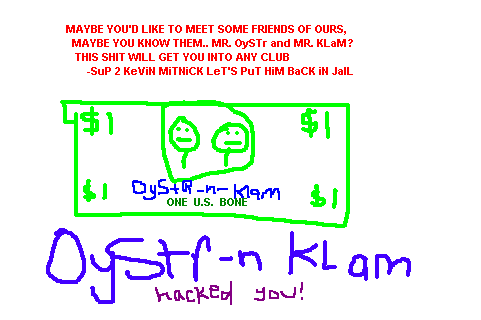 MAYBE YOU'D LIKE TO MEET SOME FRIENDS OF OURS,
MAYBE YOU KNOW THEM.. MR. OySTr and MR. KLaM?
THIS SHIT WILL GET YOU INTO ANY CLUB
-SuP 2 KeViN MiTNiCK LeT'S PuT HiM BaCK iN JaIL
$1 $1
$1 OyStR-n-KLam $1
ONE U.S. BONE
OyStr-n KLam
hacked you!